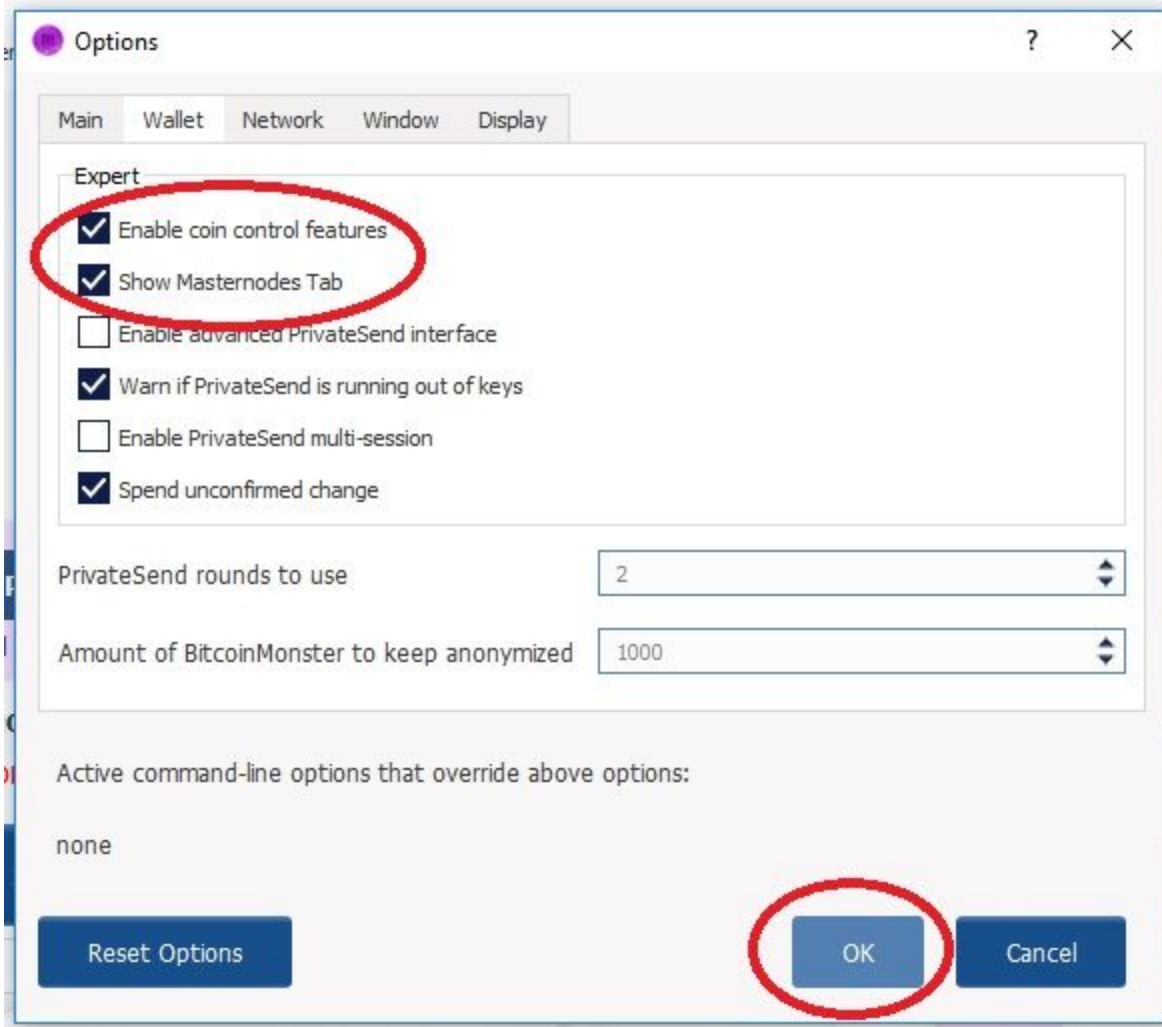 Options
?
Main Wallet Network Window Display
Expert
Enable coin control features
Show Masternodes Tab
Enable advanced PrivateSend interface
Warn if PrivateSend is running out of keys
Enable PrivateSend multi-session
Spend unconfirmed change
PrivateSend rounds to use 2
Amount of BitcoinMonster to keep anonymized 1000
Active command-line options that override above options:
none
Reset Options OK Cancel